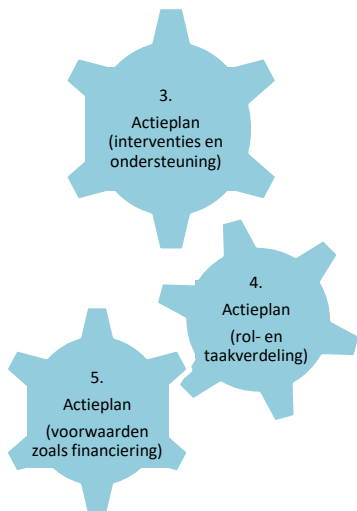 3.
Actieplan
(interventies en
ondersteuning)
4.
Actieplan
(rol- en
taakverdeling)
5.
Actieplan
(voorwaarden
zoals financiering)